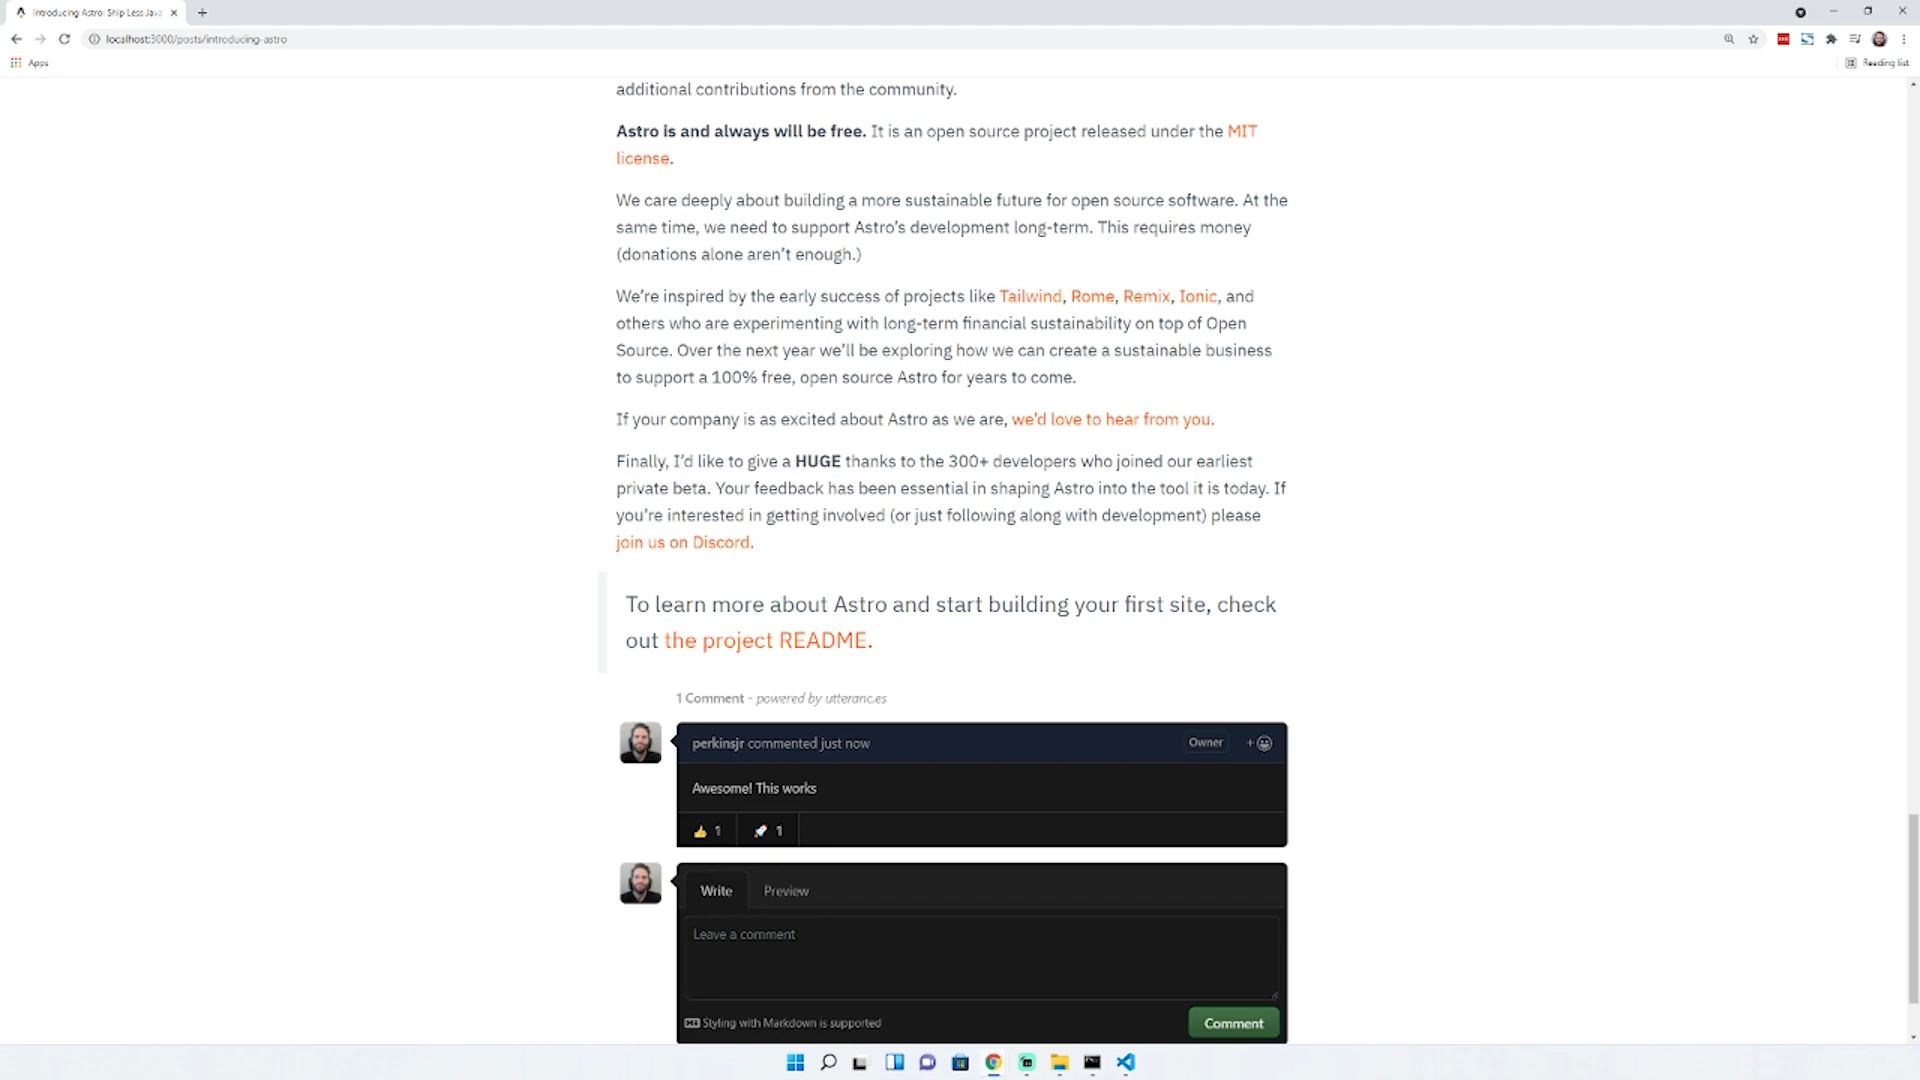 Introducing Astro: Ship Less Java
localhost:3000/posts/introducing-astro
Apps
Reading list
additional contributions from the community.
Astro is and always will be free. It is an open source project released under the MIT
license.
We care deeply about building a more sustainable future for open source software. At the
same time, we need to support Astro’s development long-term. This requires money
(donations alone aren’t enough.)
We’re inspired by the early success of projects like Tailwind, Rome, Remix, Ionic, and
others who are experimenting with long-term financial sustainability on top of Open
Source. Over the next year we’ll be exploring how we can create a sustainable business
to support a 100% free, open source Astro for years to come.
If your company is as excited about Astro as we are, we’d love to hear from you.
Finally, I’d like to give a HUGE thanks to the 300+ developers who joined our earliest
private beta. Your feedback has been essential in shaping Astro into the tool it is today. If
you’re interested in getting involved (or just following along with development) please
join us on Discord.
To learn more about Astro and start building your first site, check
out the project README.
1 Comment - powered by utteranc.es
perkinsjr commented just now
Owner
Awesome! This works
1 1
Write Preview
Leave a comment
Styling with Markdown is supported
Comment